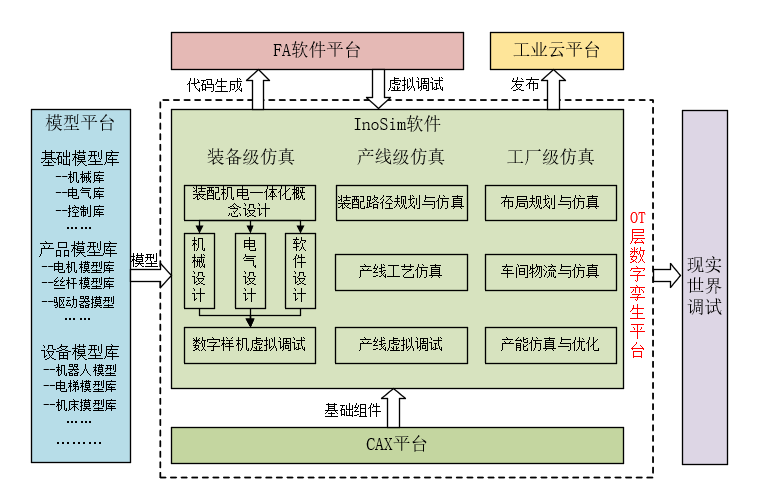 FA软件平台
工业云平台
代码生成
虚拟调试
发布
模型平台
基础模型库
--机械库
--电气库
--控制库
……
产品模型库
--电机模型库
--丝杆模型库
--驱动器摸型
……
设备模型库
--机器人模型
--电梯模型库
--机床摸型库
……
………
模型
InoSim软件
装备级仿真
产线级仿真
工厂级仿真
装配机电一体化概
念设计
机械设计
电气设计
软件设计
数字样机虚拟调试
装配路径规划与仿真
产线工艺仿真
产线虚拟调试
布局规划与仿真
车间物流与仿真
产能仿真与优化
OT
层数字孪生平台
现实
世界
调试
基础组件
CAX平台